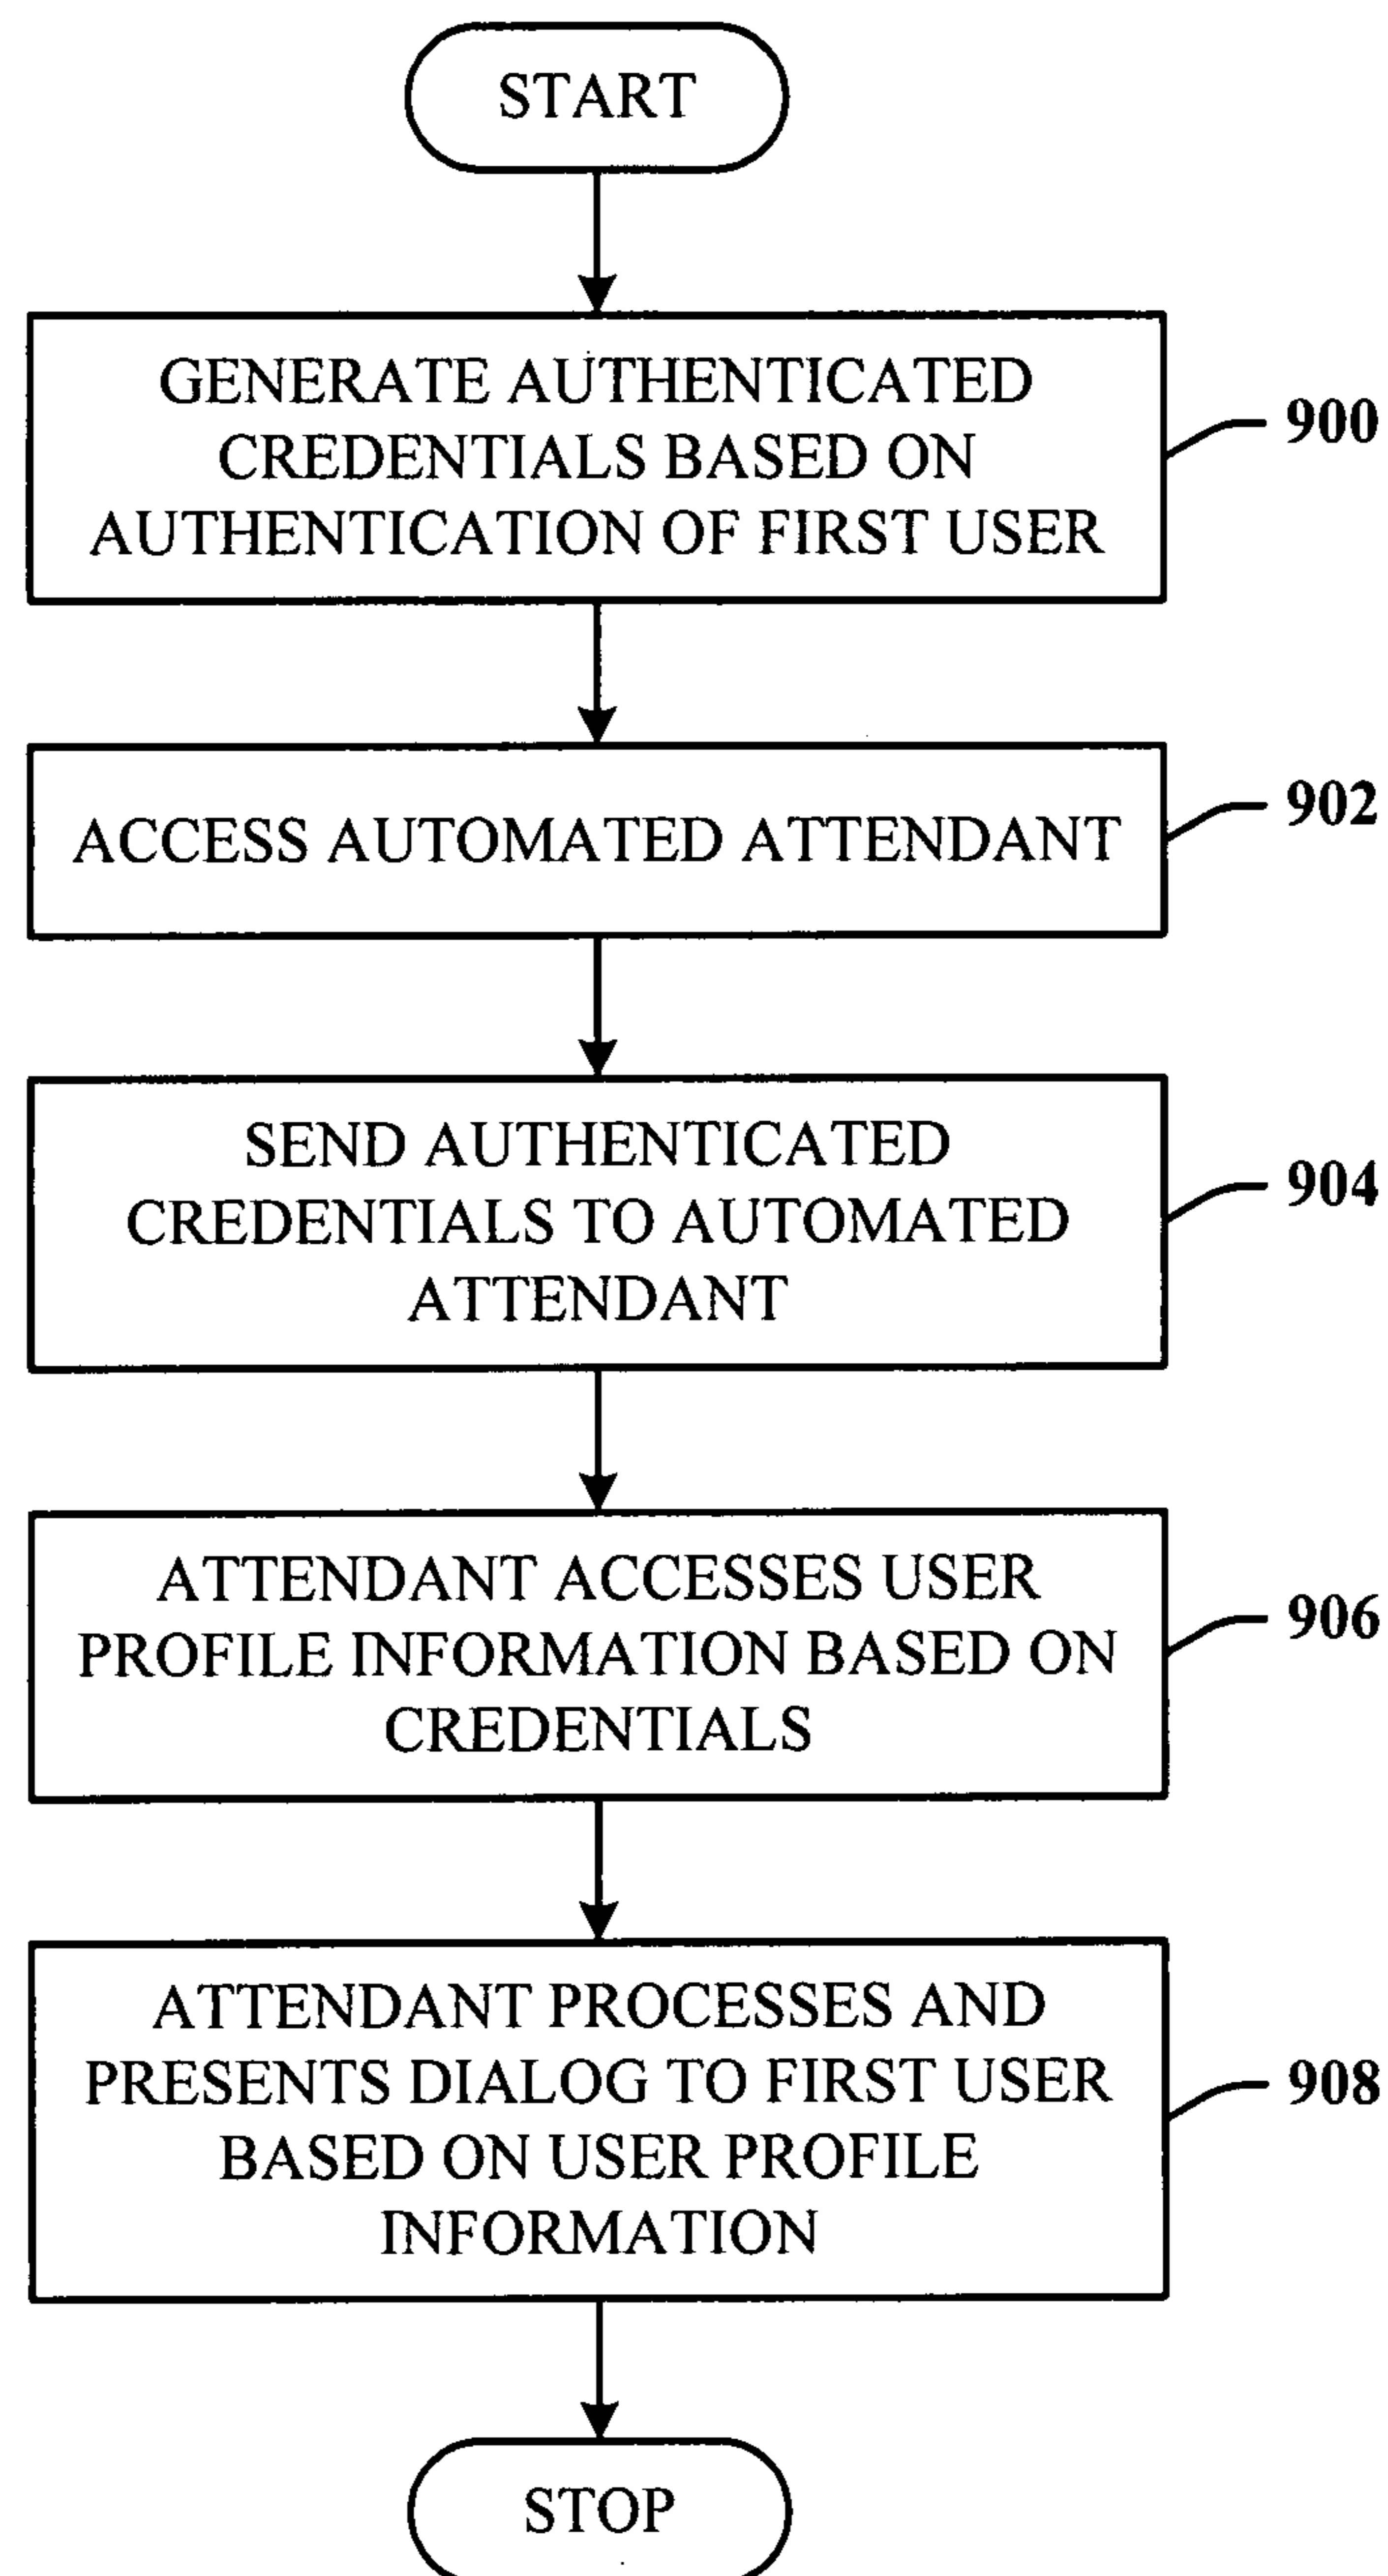 START
GENERATE AUTHENTICATED
CREDENTIALS BASED ON
AUTHENTICATION OF FIRST USER
900
ACCESS AUTOMATED ATTENDANT
902
SEND AUTHENTICATED
CREDENTIALS TO AUTOMATED
ATTENDANT
904
ATTENDANT ACCESSES USER
PROFILE INFORMATION BASED ON
CREDENTIALS
906
ATTENDANT PROCESSES AND
PRESENTS DIALOG TO FIRST USER
BASED ON USER PROFILE
INFORMATION
908
STOP